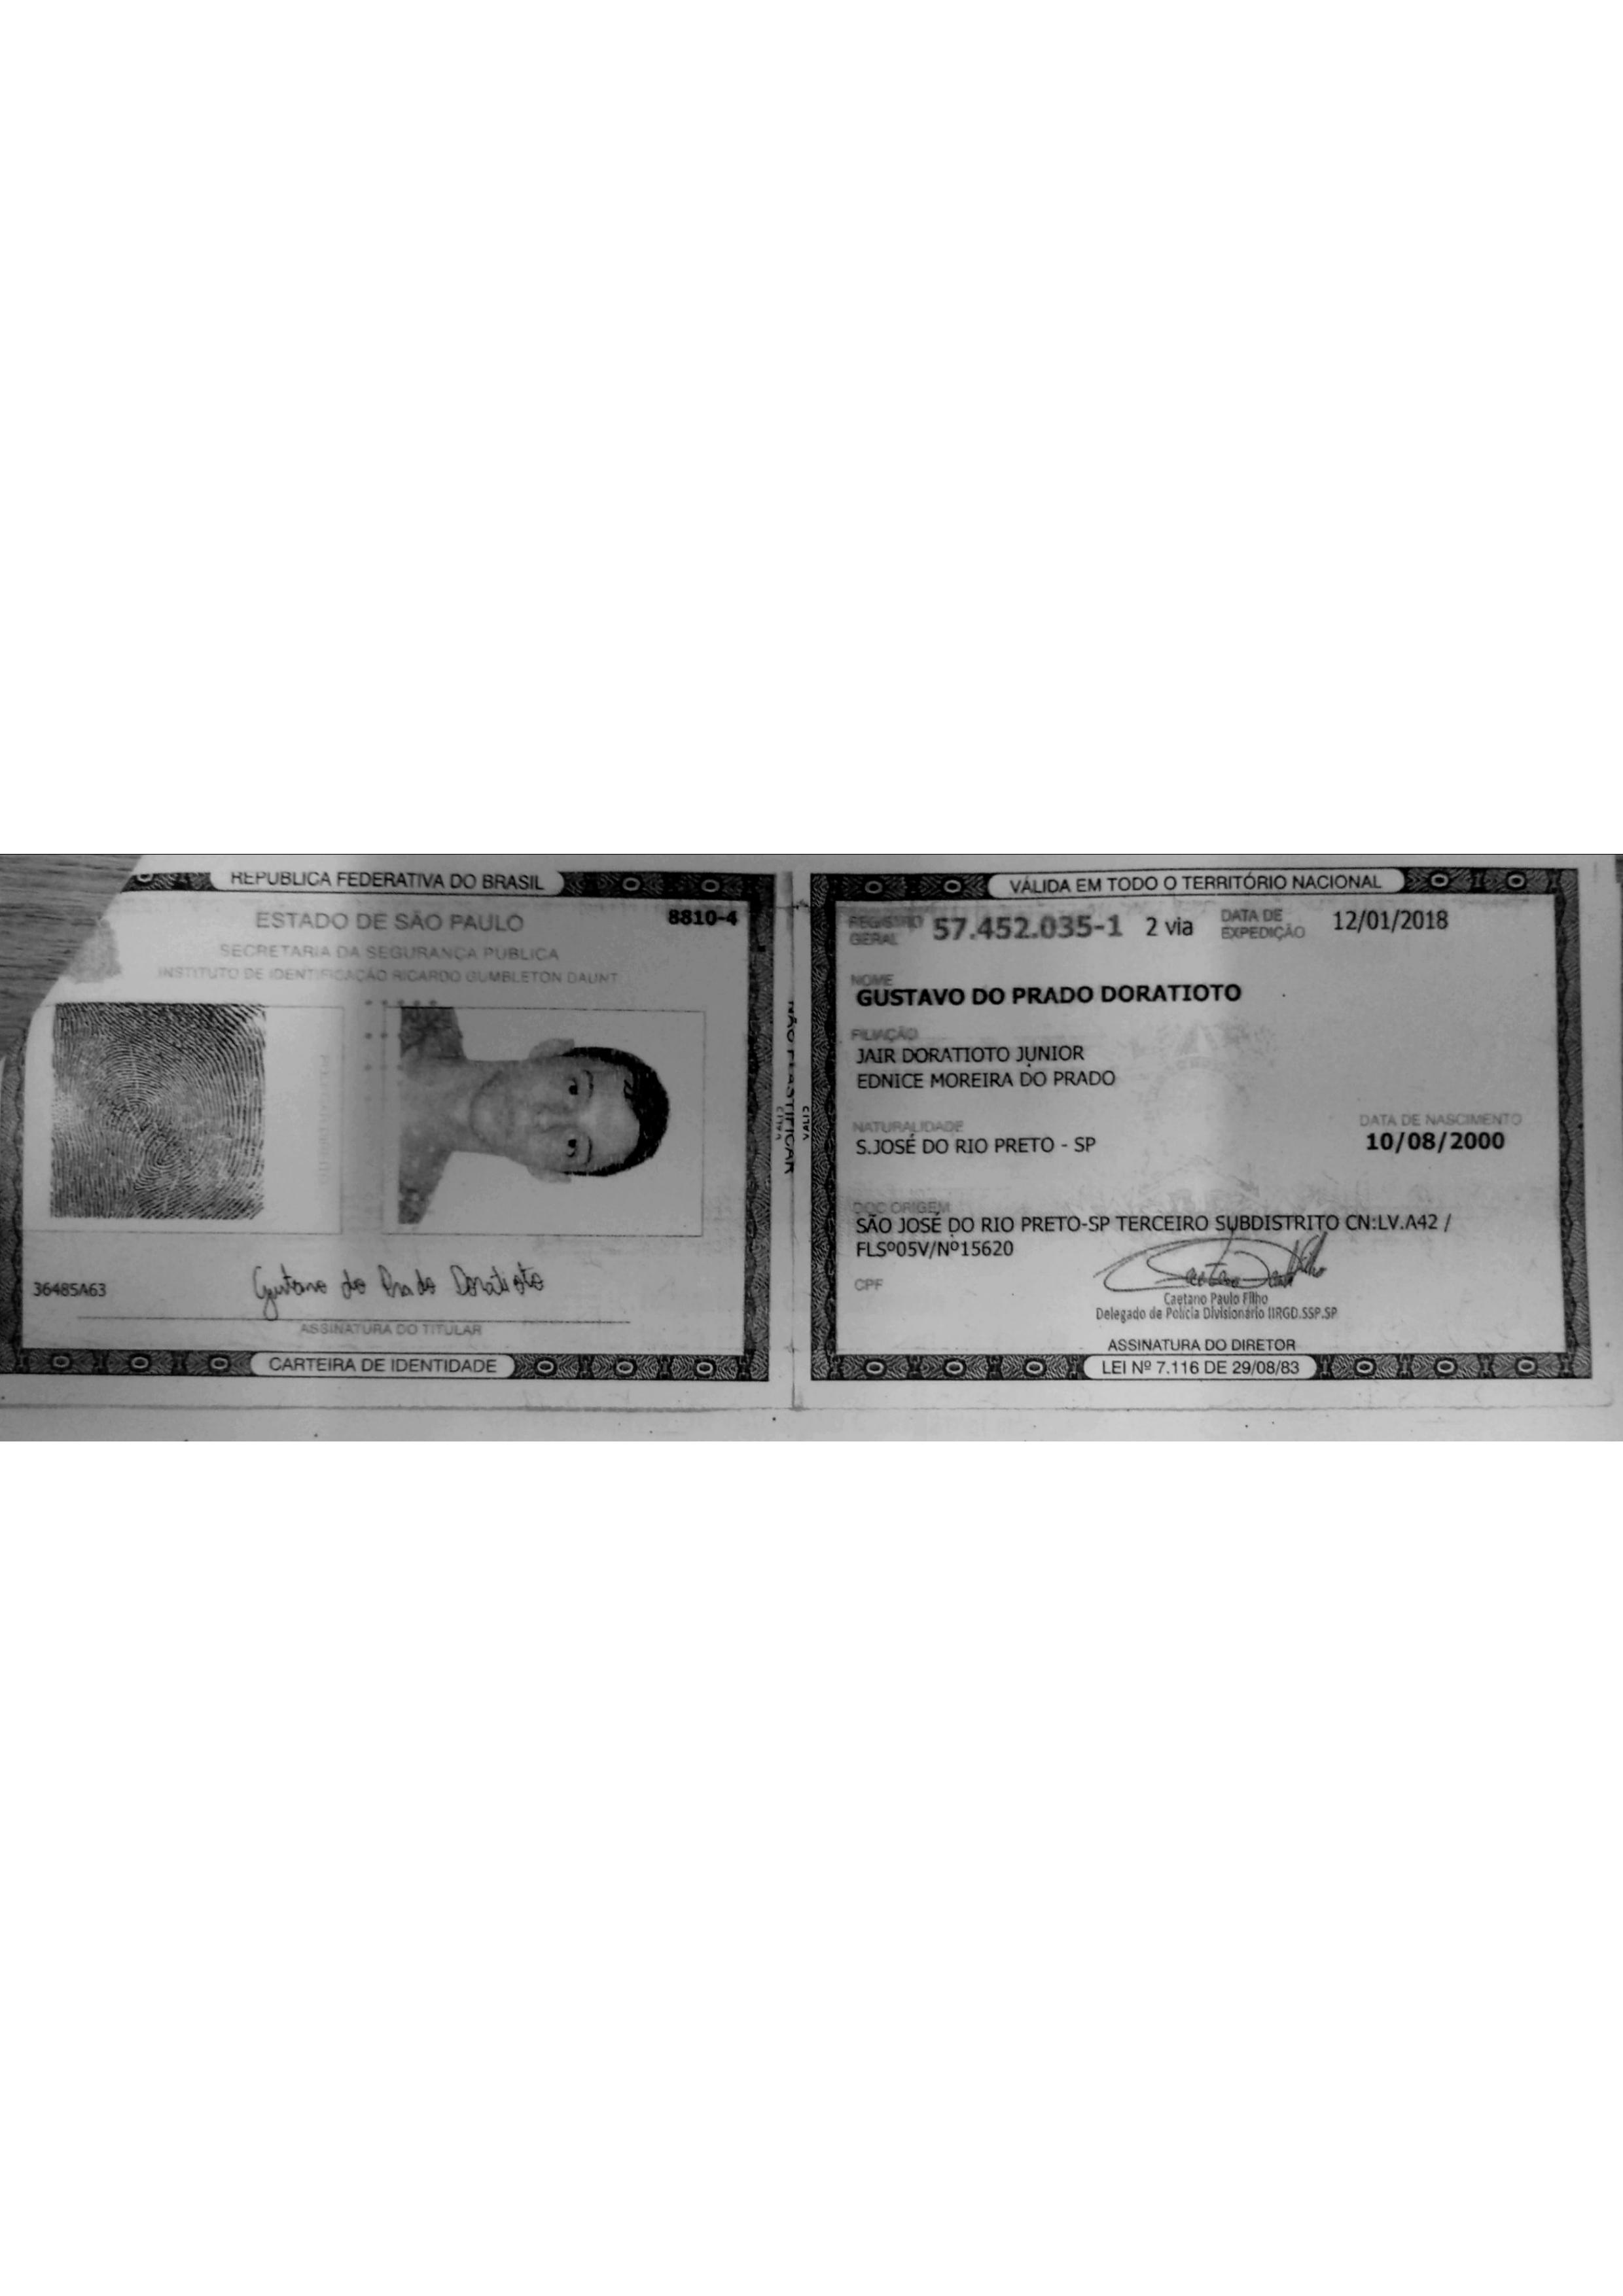 REPÚBLICA FEDERATIVA DO BRASIL
ESTADO DE SÃO PAULO
8810-4
SECRETARIA DA SEGURANÇA PÚBLICA
INSTITUTO DE IDENTIFICAÇÃO RICARDO GUMBLETON DAUNT
36485A63
Gustavo do Prado Doratioto
ASSINATURA DO TITULAR
CARTEIRA DE IDENTIDADE
NÃO PLASTIFICAR
VÁLIDA EM TODO O TERRITÓRIO NACIONAL
REGISTRO GERAL 57.452.035-1 2 via DATA DE EXPEDIÇÃO 12/01/2018
NOME
GUSTAVO DO PRADO DORATIOTO
FILIAÇÃO
JAIR DORATIOTO JUNIOR
EDNICE MOREIRA DO PRADO
NATURALIDADE DATA DE NASCIMENTO
S.JOSÉ DO RIO PRETO - SP 10/08/2000
DOC ORIGEM
SÃO JOSÉ DO RIO PRETO-SP TERCEIRO SUBDISTRITO CN:LV.A42 /
FLSº05V/Nº15620
CPF
Caetano Paulo Filho
Delegado de Polícia Divisionário IIRGD.SSP.SP
ASSINATURA DO DIRETOR
LEI Nº 7.116 DE 29/08/83